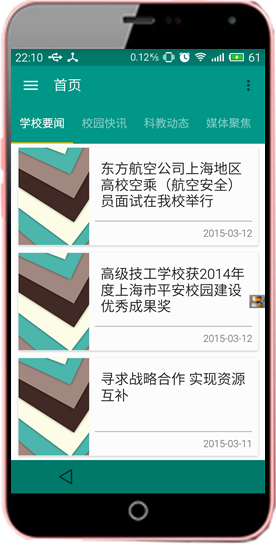 22:10 0.12%S 61
首页
学校要闻 校园快讯 科教动态 媒体聚焦
东方航空公司上海地区
高校空乘（航空安全）
员面试在我校举行
2015-03-12
高级技工学校获2014年
度上海市平安校园建设
优秀成果奖
2015-03-12
寻求战略合作 实现资源
互补
2015-03-11